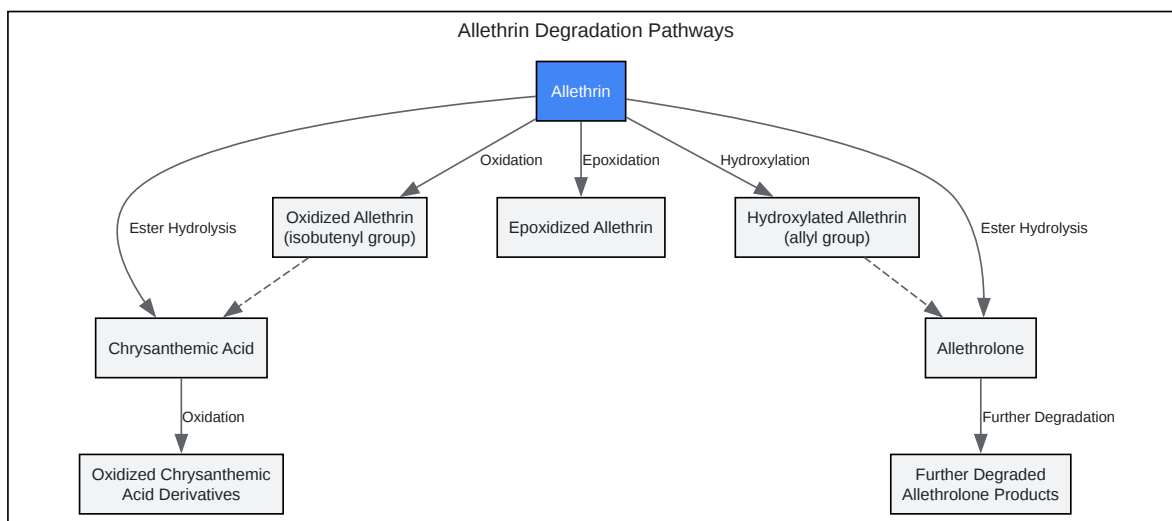 Allethrin Degradation Pathways
Allethrin
Oxidation
Epoxidation
Hydroxylation
Ester Hydrolysis
Oxidized Allethrin
(isobutenyl group)
Epoxidized Allethrin
Hydroxylated Allethrin
(allyl group)
Ester Hydrolysis
Chrysanthemic Acid
Allethrolone
Oxidation
Further Degradation
Oxidized Chrysanthemic
Acid Derivatives
Further Degraded
Allethrolone Products